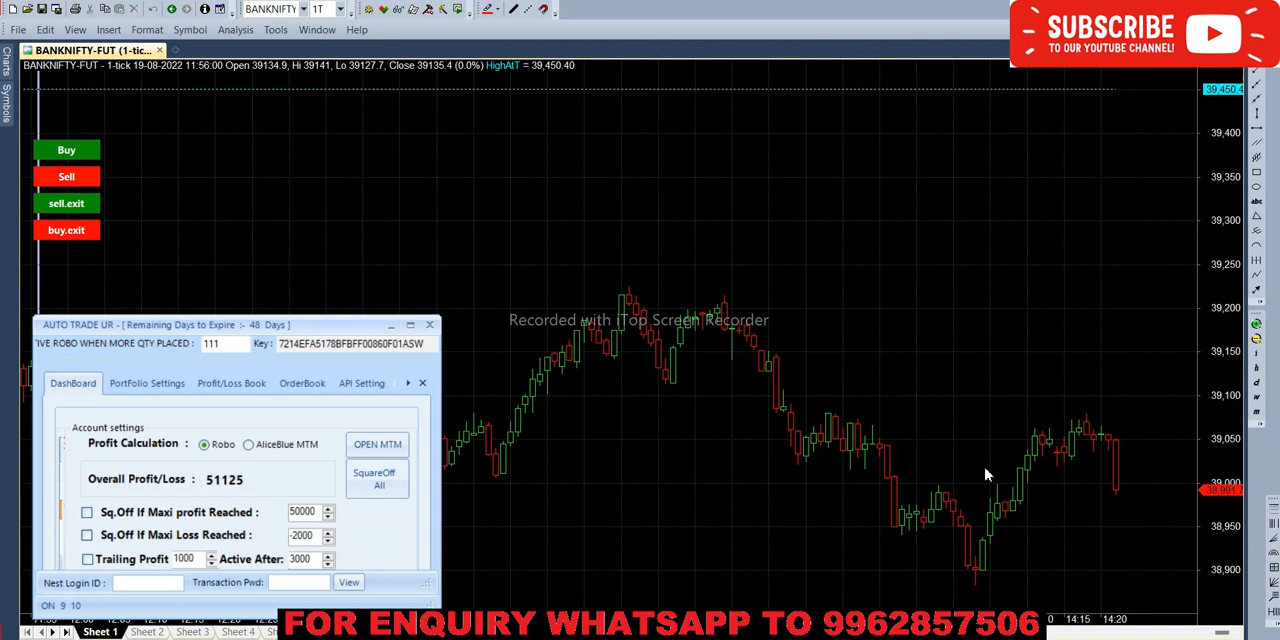 BANKNIFTY 1T
SUBSCRIBE
TO OUR YOUTUBE CHANNEL!
File Edit View Insert Format Symbol Analysis Tools Window Help
BANKNIFTY-FUT (1-tic...
BANKNIFTY-FUT - 1-tick 19-08-2022 11:56:00 Open 39134.9, Hi 39141, Lo 39127.7, Close 39135.4 (0.0%) HighAtT = 39,450.40
Charts
Symbols
39,450.4
39,400
39,350
39,300
39,250
39,200
39,150
39,100
39,050
39,000
38,991.7
38,950
38,900
Buy
Sell
sell.exit
buy.exit
Recorded with iTop Screen Recorder
AUTO TRADE UR - [ Remaining Days to Expire :- 48 Days ]
IVE ROBO WHEN MORE QTY PLACED : 111 Key : 7214EFA5178BFBFF00860F01ASW
DashBoard PortFolio Settings Profit/Loss Book OrderBook API Setting
Account settings
Profit Calculation : Robo AliceBlue MTM OPEN MTM
Overall Profit/Loss : 51125 SquareOff All
Sq.Off If Maxi profit Reached : 50000
Sq.Off If Maxi Loss Reached : -2000
Trailing Profit 1000 Active After: 3000
Nest Login ID : Transaction Pwd: View
ON 9 10
14:15 14:20
Sheet 1 Sheet 2 Sheet 3 Sheet 4
FOR ENQUIRY WHATSAPP TO 9962857506